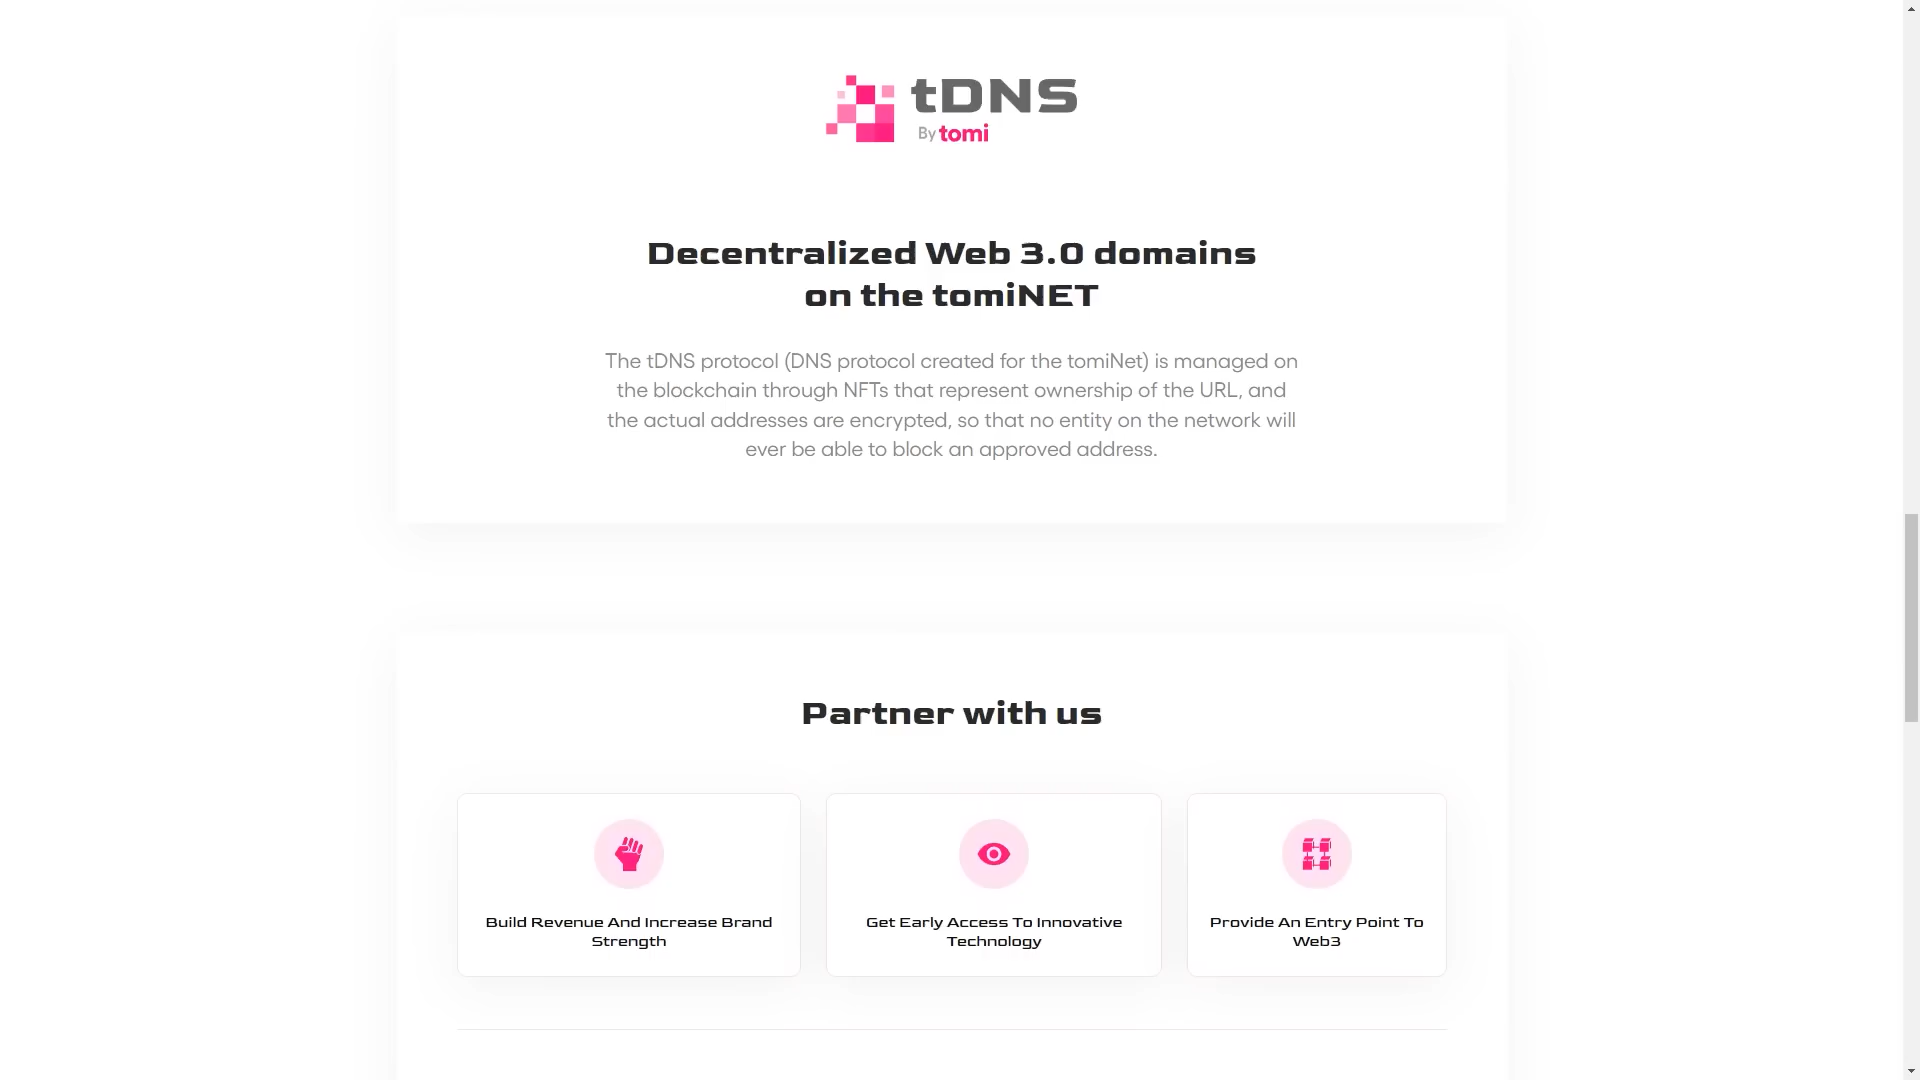 tDNS
By tomi
Decentralized Web 3.0 domains
on the tomiNET
The tDNS protocol (DNS protocol created for the tomiNet) is managed on
the blockchain through NFTs that represent ownership of the URL, and
the actual addresses are encrypted, so that no entity on the network will
ever be able to block an approved address.
Partner with us
Build Revenue And Increase Brand
Strength
Get Early Access To Innovative
Technology
Provide An Entry Point To
Web3